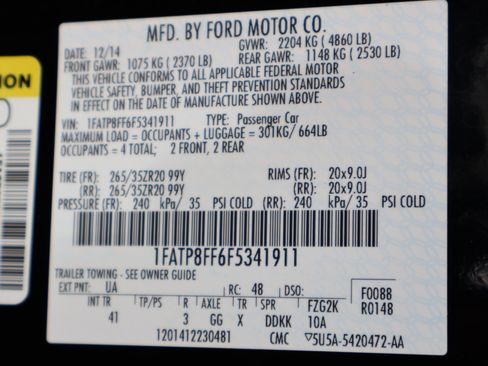 MFD. BY FORD MOTOR CO.
DATE: 12/14 GVWR: 2204 KG ( 4860 LB)
FRONT GAWR: 1075 KG ( 2370 LB) REAR GAWR: 1148 KG ( 2530 LB)
THIS VEHICLE CONFORMS TO ALL APPLICABLE FEDERAL MOTOR
VEHICLE SAFETY, BUMPER, AND THEFT PREVENTION STANDARDS
IN EFFECT ON THE DATE OF MANUFACTURE SHOWN ABOVE.
VIN: 1FATP8FF6F5341911 TYPE: Passenger Car
MAXIMUM LOAD = OCCUPANTS + LUGGAGE = 301KG/ 664LB
OCCUPANTS = 4 TOTAL; 2 FRONT, 2 REAR
TIRE (FR): 265/35ZR20 99Y RIMS (FR): 20x9.0J
(RR): 265/35ZR20 99Y (RR): 20x9.0J
PRESSURE (FR): 240 kPa/ 35 PSI COLD (RR): 240 kPa/ 35 PSI COLD
1FATP8FF6F5341911
TRAILER TOWING - SEE OWNER GUIDE
EXT PNT: UA RC: 48 DSO: F0088
INT TR TP/PS R AXLE TR SPR FZG2K R0148
41 3 GG X DDKK 10A
1201412230481 CMC 5U5A-5420472-AA